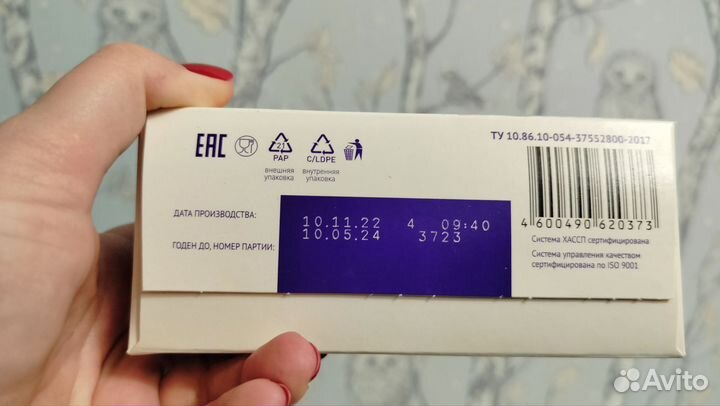 ТУ 10.86.10-054-37552800-2017
EAC
21
PAP
внешняя
упаковка
C/LDPE
внутренняя
упаковка
ДАТА ПРОИЗВОДСТВА:
10.11.22 4 09:40
ГОДЕН ДО, НОМЕР ПАРТИИ:
10.05.24 3723
4 600490 620373
Система ХАССП сертифицирована
Система управления качеством
сертифицирована по ISO 9001
Avito